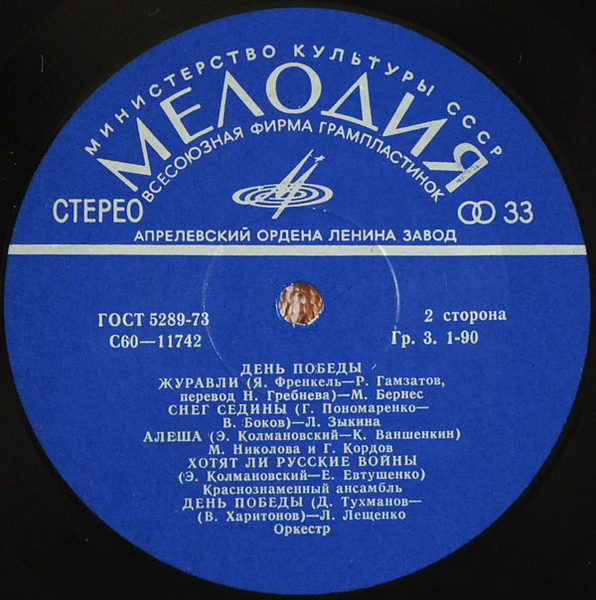 МИНИСТЕРСТВО КУЛЬТУРЫ СССР
МЕЛОДИЯ
ВСЕСОЮЗНАЯ ФИРМА ГРАМПЛАСТИНОК
СТЕРЕО
33
АПРЕЛЕВСКИЙ ОРДЕНА ЛЕНИНА ЗАВОД
ГОСТ 5289-73
2 сторона
С60—11742
Гр. 3. 1-90
ДЕНЬ ПОБЕДЫ
ЖУРАВЛИ (Я. Френкель—Р. Гамзатов,
перевод Н. Гребнева)—М. Бернес
СНЕГ СЕДИНЫ (Г. Пономаренко—
В. Боков)—Л. Зыкина
АЛЕША (Э. Колмановский—К. Ваншенкин)
М. Николова и Г. Кордов
ХОТЯТ ЛИ РУССКИЕ ВОЙНЫ
(Э. Колмановский—Е. Евтушенко)
Краснознаменный ансамбль
ДЕНЬ ПОБЕДЫ (Д. Тухманов—
(В. Харитонов)—Л. Лещенко
Оркестр